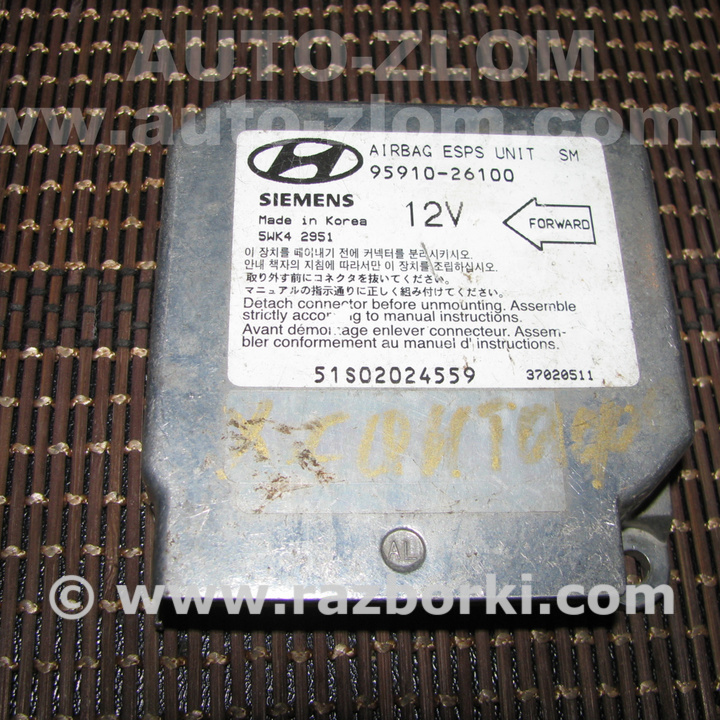 AUTO-ZLOM
www.auto-zlom.com
AIRBAG ESPS UNIT SM
95910-26100
SIEMENS
Made in Korea
5WK4 2951
12V
FORWARD
이 장치를 떼어내기 전에 커넥터를 분리시키시오.
안내 책자의 지침에 따라서만 이 장치를 조립하십시오.
取り外す前にコネクタを抜いてください。
マニュアルの指示通りに正しく組み付けてください。
Detach connector before unmounting. Assemble
strictly according to manual instructions.
Avant démontage enlever connecteur. Assem-
bler conformement au manuel d' instructions.
51S02024559
37020511
AL
© www.razborki.com